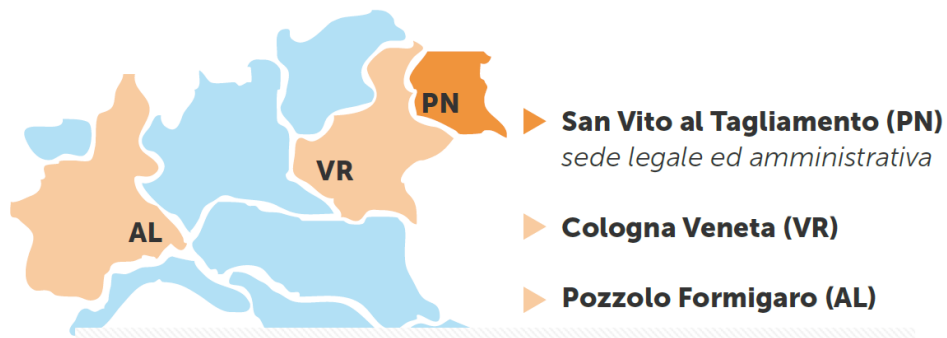 PN
VR
AL
San Vito al Tagliamento (PN)
sede legale ed amministrativa
Cologna Veneta (VR)
Pozzolo Formigaro (AL)